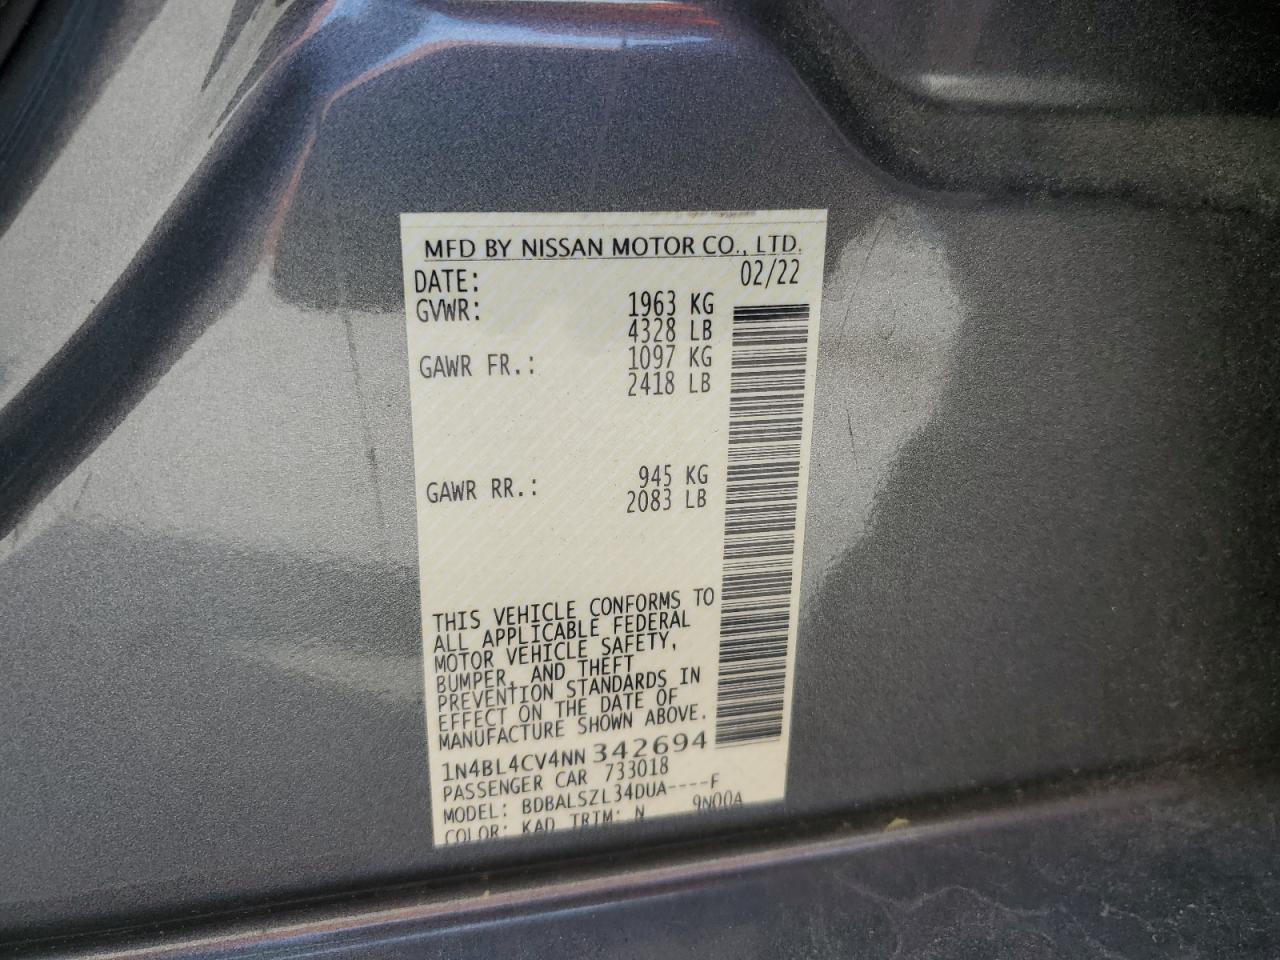 MFD BY NISSAN MOTOR CO., LTD.
DATE: 02/22
GVWR: 1963 KG
4328 LB
GAWR FR.: 1097 KG
2418 LB
GAWR RR.: 945 KG
2083 LB
THIS VEHICLE CONFORMS TO
ALL APPLICABLE FEDERAL
MOTOR VEHICLE SAFETY,
BUMPER, AND THEFT
PREVENTION STANDARDS IN
EFFECT ON THE DATE OF
MANUFACTURE SHOWN ABOVE.
1N4BL4CV4NN342694
PASSENGER CAR 733018
MODEL: BDBALSZL34DUA----F
COLOR: KAD TRIM: N 9N00A